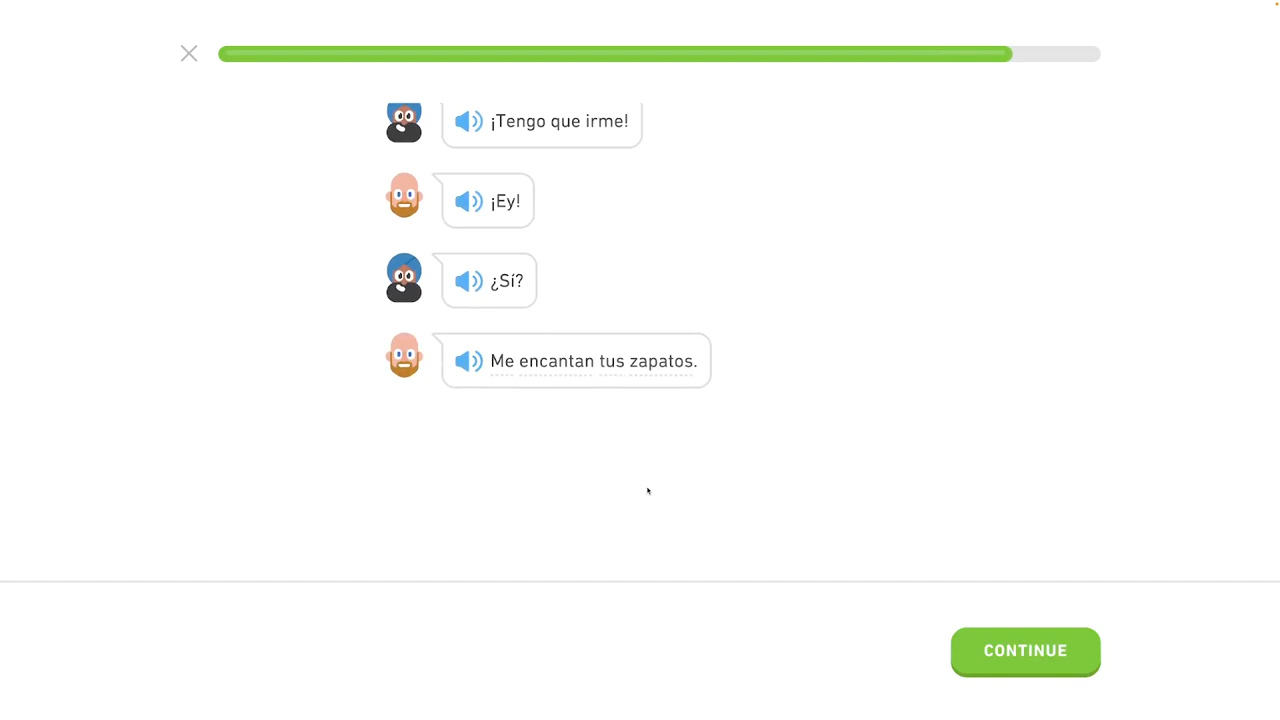 ¡Tengo que irme!
¡Ey!
¿Sí?
Me encantan tus zapatos.
CONTINUE